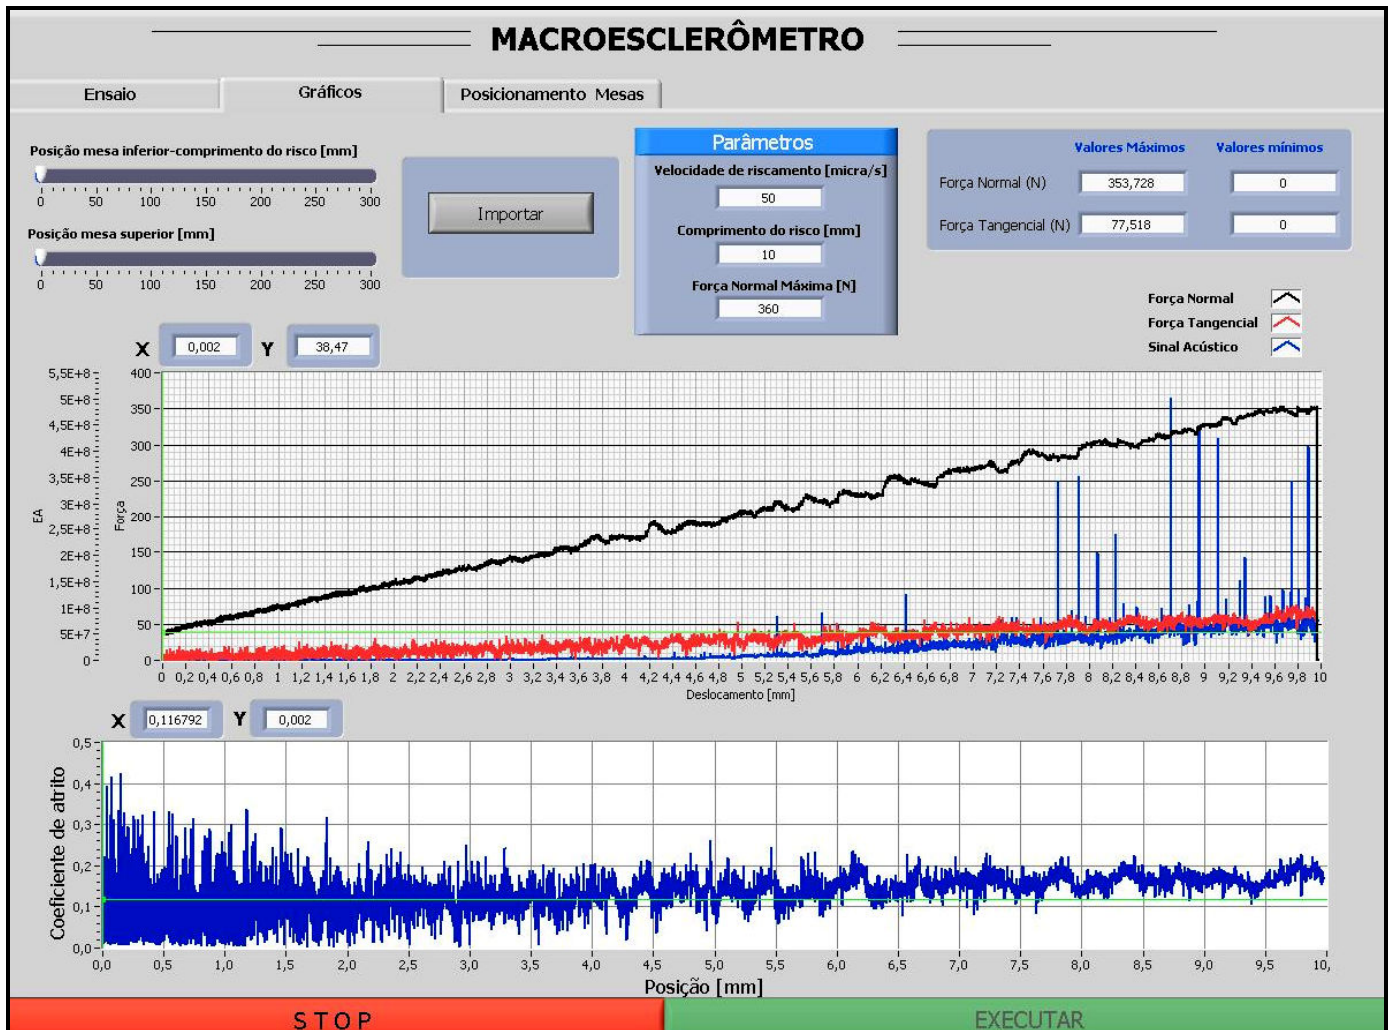 MACROESCLERÔMETRO
Ensaio Gráficos Posicionamento Mesas
Posição mesa inferior-comprimento do risco [mm]
0 50 100 150 200 250 300
Posição mesa superior [mm]
0 50 100 150 200 250 300
Importar
Parâmetros
Velocidade de riscamento [micra/s]
50
Comprimento do risco [mm]
10
Força Normal Máxima [N]
360
Valores Máximos Valores mínimos
Força Normal (N) 353,728 0
Força Tangencial (N) 77,518 0
Força Normal
Força Tangencial
Sinal Acústico
X 0,002 Y 38,47
EA
5,5E+8
5E+8
4,5E+8
4E+8
3,5E+8
3E+8
2,5E+8
2E+8
1,5E+8
1E+8
5E+7
0
Força
400
350
300
250
200
150
100
50
0
0 0,2 0,4 0,6 0,8 1 1,2 1,4 1,6 1,8 2 2,2 2,4 2,6 2,8 3 3,2 3,4 3,6 3,8 4 4,2 4,4 4,6 4,8 5 5,2 5,4 5,6 5,8 6 6,2 6,4 6,6 6,8 7 7,2 7,4 7,6 7,8 8 8,2 8,4 8,6 8,8 9 9,2 9,4 9,6 9,8 10
Deslocamento [mm]
X 0,116792 Y 0,002
Coeficiente de atrito
0,5
0,4
0,3
0,2
0,1
0,0
0,0 0,5 1,0 1,5 2,0 2,5 3,0 3,5 4,0 4,5 5,0 5,5 6,0 6,5 7,0 7,5 8,0 8,5 9,0 9,5 10,
Posição [mm]
STOP EXECUTAR